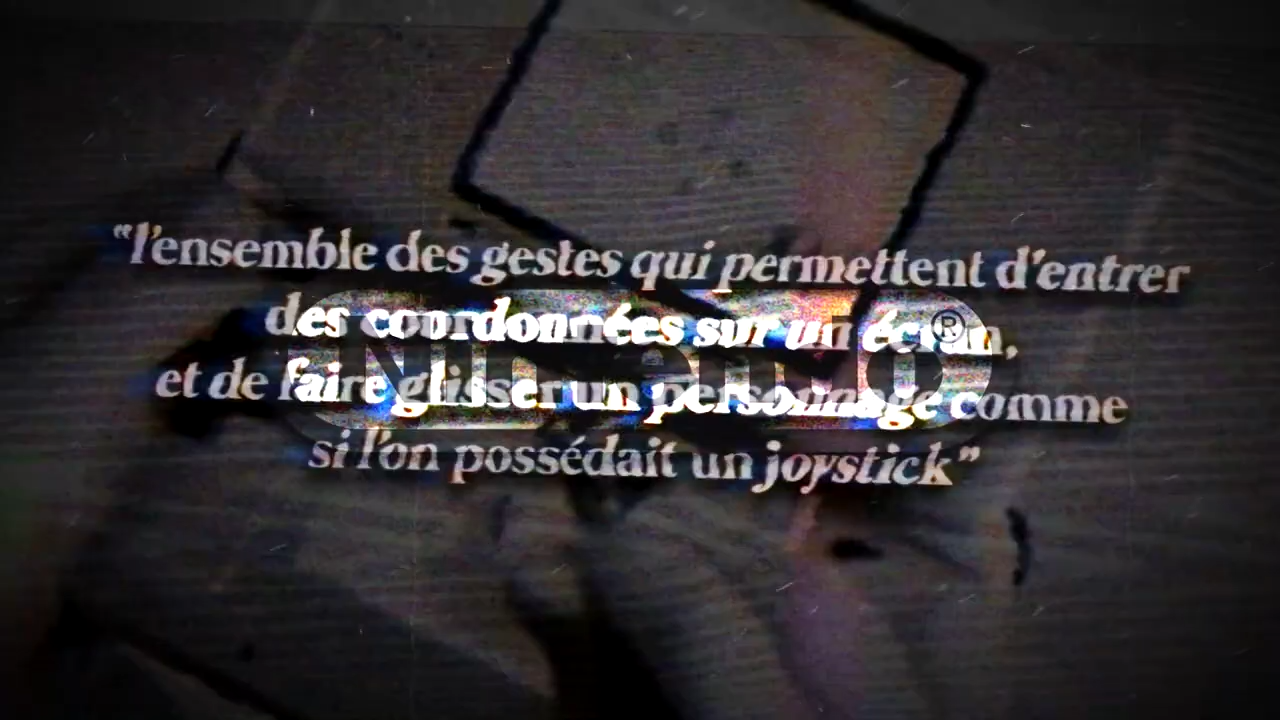 “l'ensemble des gestes qui permettent d'entrer
des coordonnées sur un écran,
Nintendo®
et de faire glisser un personnage comme
si l'on possédait un joystick”